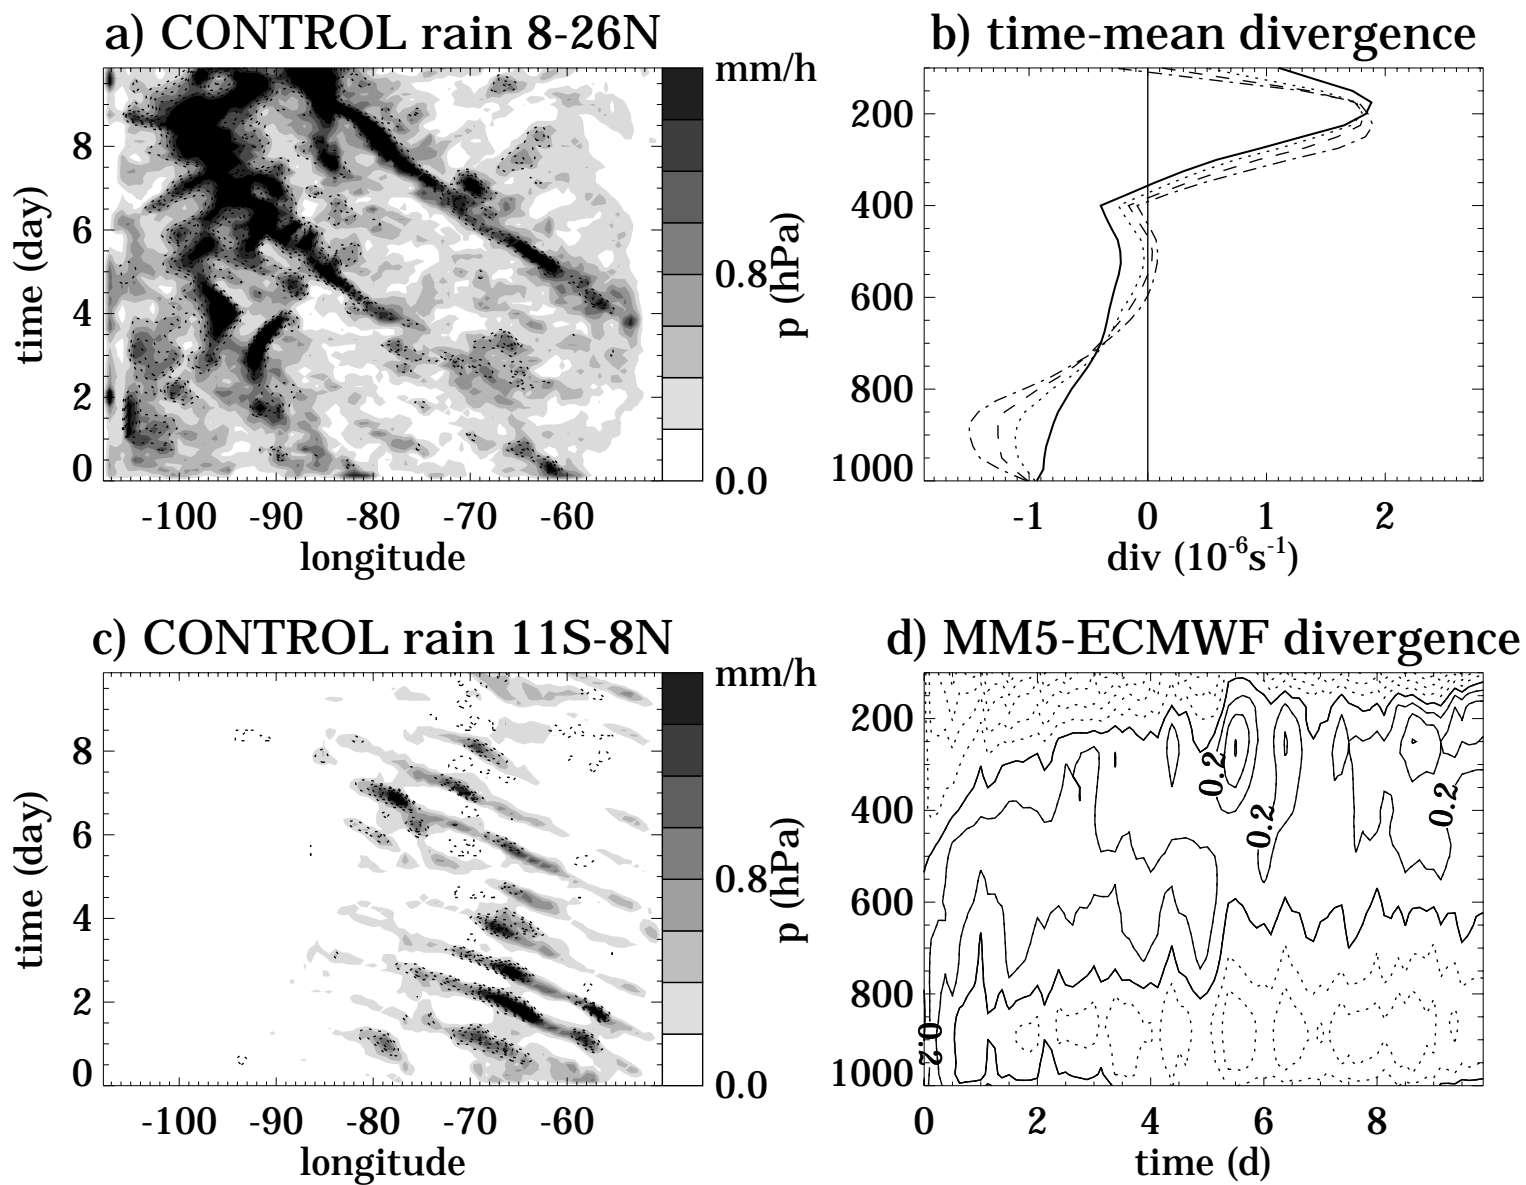 a) CONTROL rain 8-26N
mm/h
8
6
4
2
0
time (day)
0.8
0.0
-100 -90 -80 -70 -60
longitude
b) time-mean divergence
200
400
600
800
1000
p (hPa)
-1 0 1 2
div (10⁻⁶s⁻¹)
c) CONTROL rain 11S-8N
mm/h
8
6
4
2
0
time (day)
0.8
0.0
-100 -90 -80 -70 -60
longitude
d) MM5-ECMWF divergence
200
400
600
800
1000
p (hPa)
0.2
0.2
0.2
0.2
0 2 4 6 8
time (d)